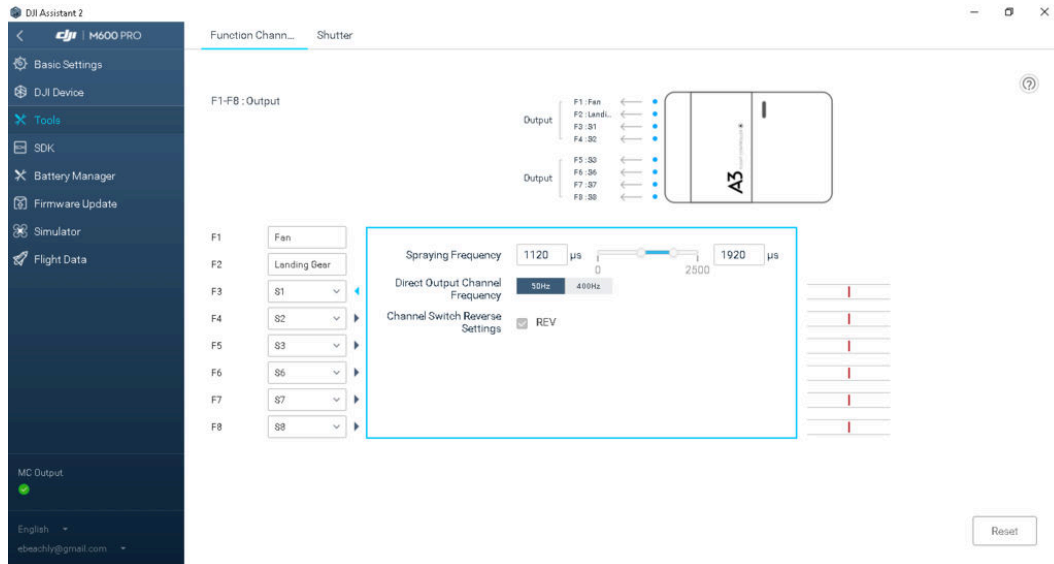 DJI Assistant 2
dji M600 PRO
Function Chann... Shutter
Basic Settings
DJI Device
Tools
SDK
Battery Manager
Firmware Update
Simulator
Flight Data
F1-F8 : Output
Output
F1 :Fan
F2 :Landi...
F3 :S1
F4 :S2
Output
F5 :S3
F6 :S6
F7 :S7
F8 :S8
A3
F1 Fan
F2 Landing Gear
F3 S1
F4 S2
F5 S3
F6 S6
F7 S7
F8 S8
Spraying Frequency 1120 μs 0 2500 1920 μs
Direct Output Channel
Frequency
50Hz 400Hz
Channel Switch Reverse
Settings
REV
MC Output
English
ebeachly@gmail.com
Reset